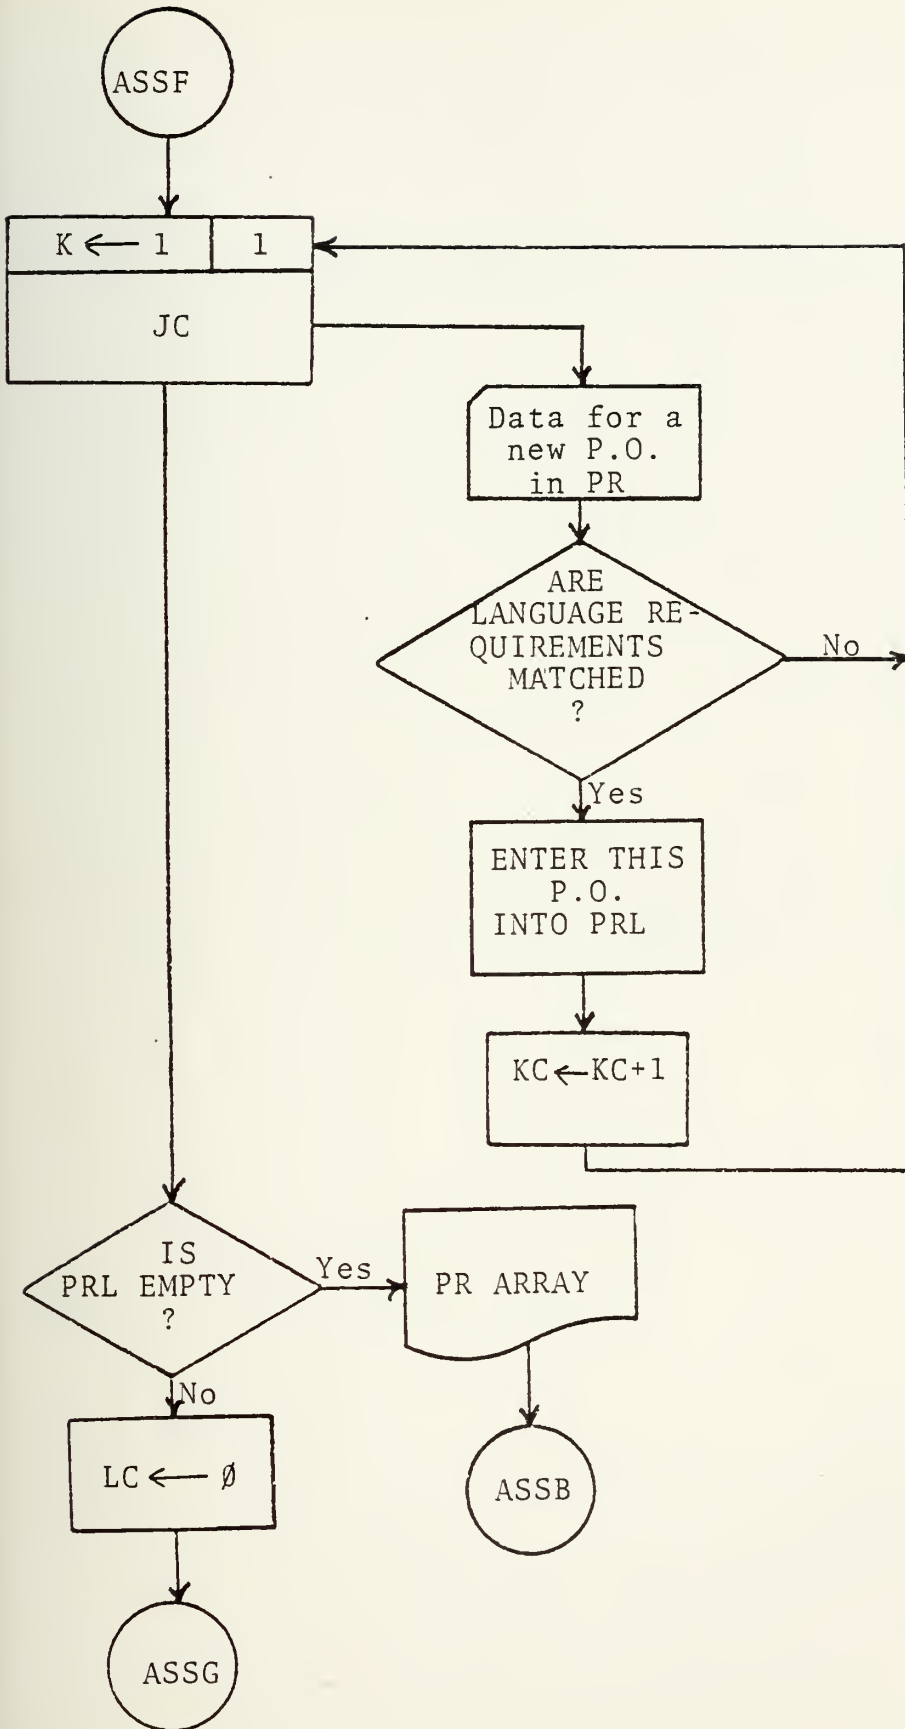 ASSF
K ← 1 1
JC
Data for a
new P.O.
in PR
ARE
LANGUAGE RE-
QUIREMENTS
MATCHED
?
No
Yes
ENTER THIS
P.O.
INTO PRL
KC←KC+1
IS
PRL EMPTY
?
Yes
PR ARRAY
No
LC ← Ø
ASSB
ASSG